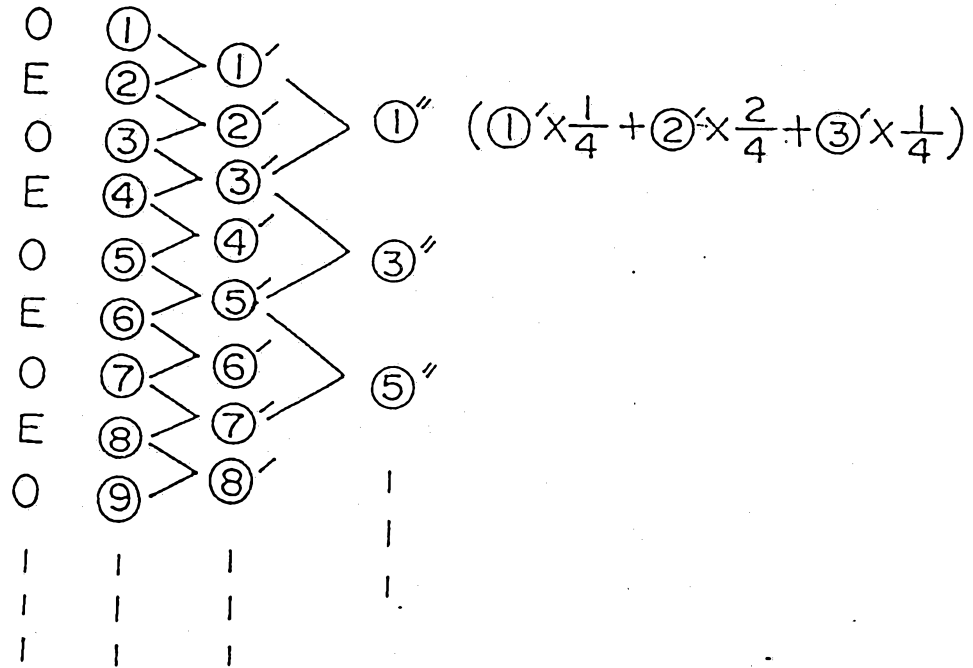 O ① ①′
E ② ②′ ①″ (①′×1/4+②′×2/4+③′×1/4)
O ③ ③′
E ④ ④′ ③″
O ⑤ ⑤′
E ⑥ ⑥′
O ⑦ ⑦′ ⑤″
E ⑧ ⑧′
O ⑨